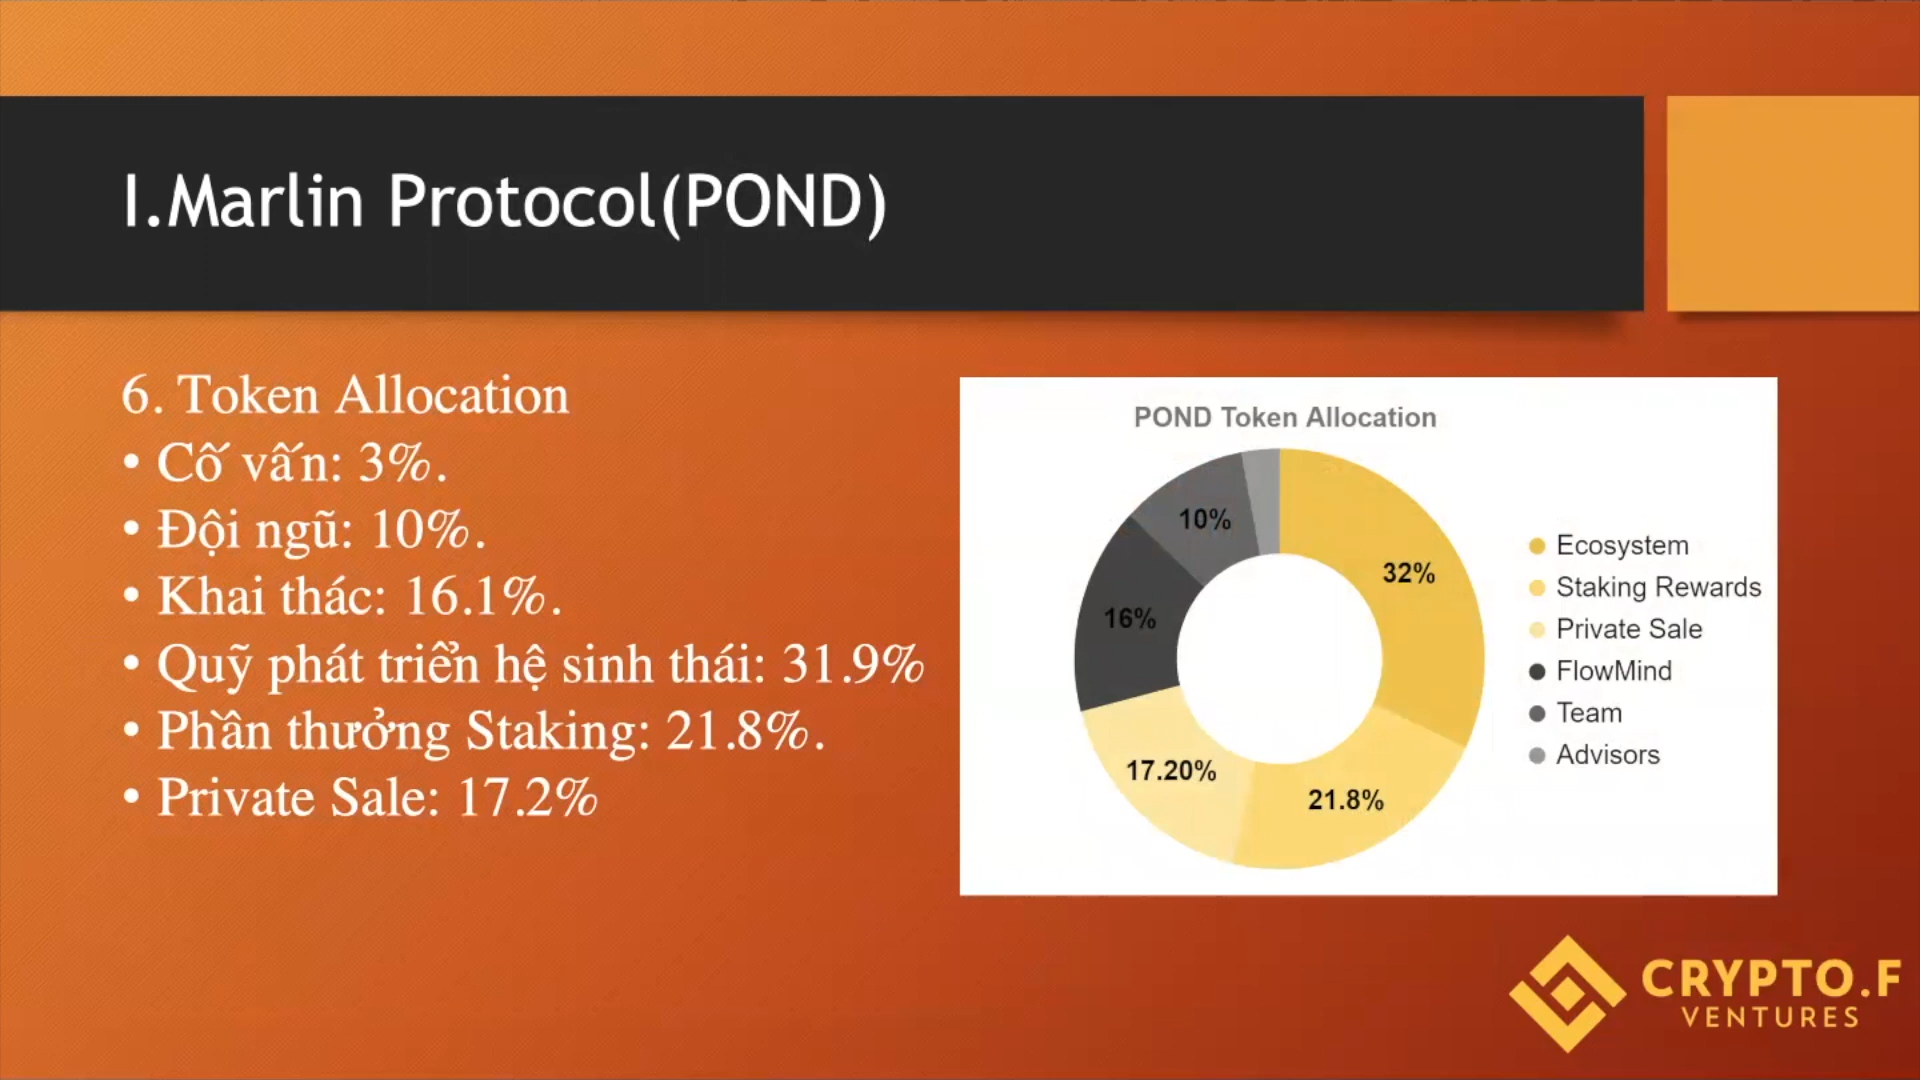 I.Marlin Protocol(POND)
6. Token Allocation
• Cố vấn: 3%.
• Đội ngũ: 10%.
• Khai thác: 16.1%.
• Quỹ phát triển hệ sinh thái: 31.9%
• Phần thưởng Staking: 21.8%.
• Private Sale: 17.2%
POND Token Allocation
10%
32%
16%
17.20%
21.8%
Ecosystem
Staking Rewards
Private Sale
FlowMind
Team
Advisors
CRYPTO.F
VENTURES